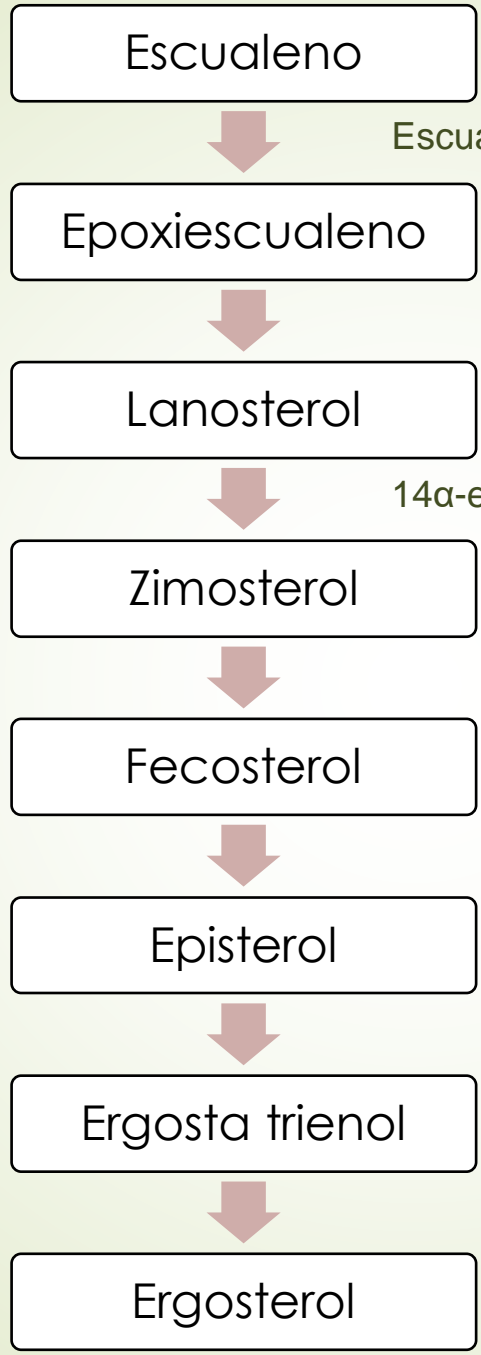 Escualeno
Escua
Epoxiescualeno
Lanosterol
14α-e
Zimosterol
Fecosterol
Episterol
Ergosta trienol
Ergosterol